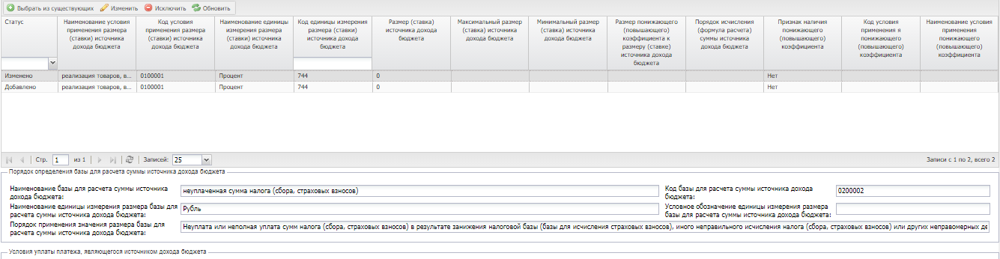 Выбрать из существующих Изменить Исключить Обновить
Статус
Наименование условия применения размера (ставки) источника дохода бюджета
Код условия применения размера (ставки) источника дохода бюджета
Наименование единицы измерения размера (ставки) источника дохода бюджета
Код единицы измерения размера (ставки) источника дохода бюджета
Размер (ставка) источника дохода бюджета
Максимальный размер (ставка) источника дохода бюджета
Минимальный размер (ставка) источника дохода бюджета
Размер понижающего (повышающего) коэффициента к размеру (ставке) источника дохода бюджета
Порядок исчисления (формула расчета) суммы источника дохода бюджета
Признак наличия понижающего (повышающего) коэффициента
Код условия применения я понижающего (повышающего) коэффициента
Наименование условия применения понижающего (повышающего) коэффициента
Изменено реализация товаров, в... 0100001 Процент 744 0 Нет
Добавлено реализация товаров, в... 0100001 Процент 744 0 Нет
Стр. 1 из 1 Записей: 25 Записи с 1 по 2, всего 2
Порядок определения базы для расчета суммы источника дохода бюджета
Наименование базы для расчета суммы источника дохода бюджета: неуплаченная сумма налога (сбора, страховых взносов)
Код базы для расчета суммы источника дохода бюджета: 0200002
Наименование единицы измерения размера базы для расчета суммы источника дохода бюджета: Рубль
Условное обозначение единицы измерения размера базы для расчета суммы источника дохода бюджета:
Порядок применения значения размера базы для расчета суммы источника дохода бюджета: Неуплата или неполная уплата сумм налога (сбора, страховых взносов) в результате занижения налоговой базы (базы для исчисления страховых взносов), иного неправильного исчисления налога (сбора, страховых взносов) или других неправомерных де
Условия уплаты платежа, являющегося источником дохода бюджета